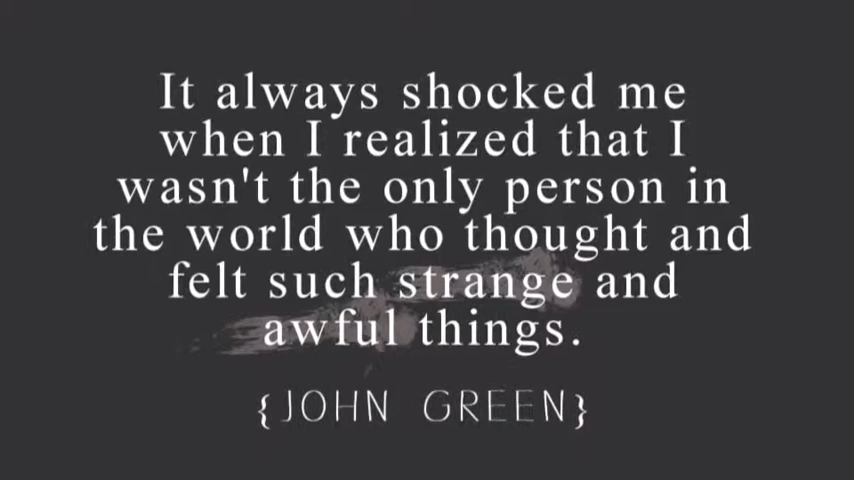 It always shocked me
when I realized that I
wasn't the only person in
the world who thought and
felt such strange and
awful things.
{JOHN GREEN}